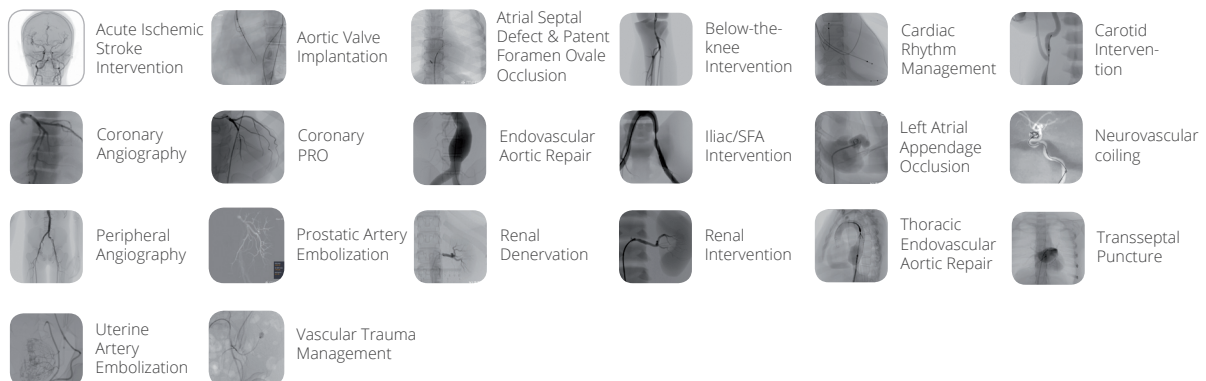 Acute Ischemic
Stroke
Intervention
Aortic Valve
Implantation
Atrial Septal
Defect & Patent
Foramen Ovale
Occlusion
Below-the-
knee
Intervention
Cardiac
Rhythm
Management
Carotid
Interven-
tion
Coronary
Angiography
Coronary
PRO
Endovascular
Aortic Repair
Iliac/SFA
Intervention
Left Atrial
Appendage
Occlusion
Neurovascular
coiling
Peripheral
Angiography
Prostatic Artery
Embolization
Renal
Denervation
Renal
Intervention
Thoracic
Endovascular
Aortic Repair
Transseptal
Puncture
Uterine
Artery
Embolization
Vascular Trauma
Management